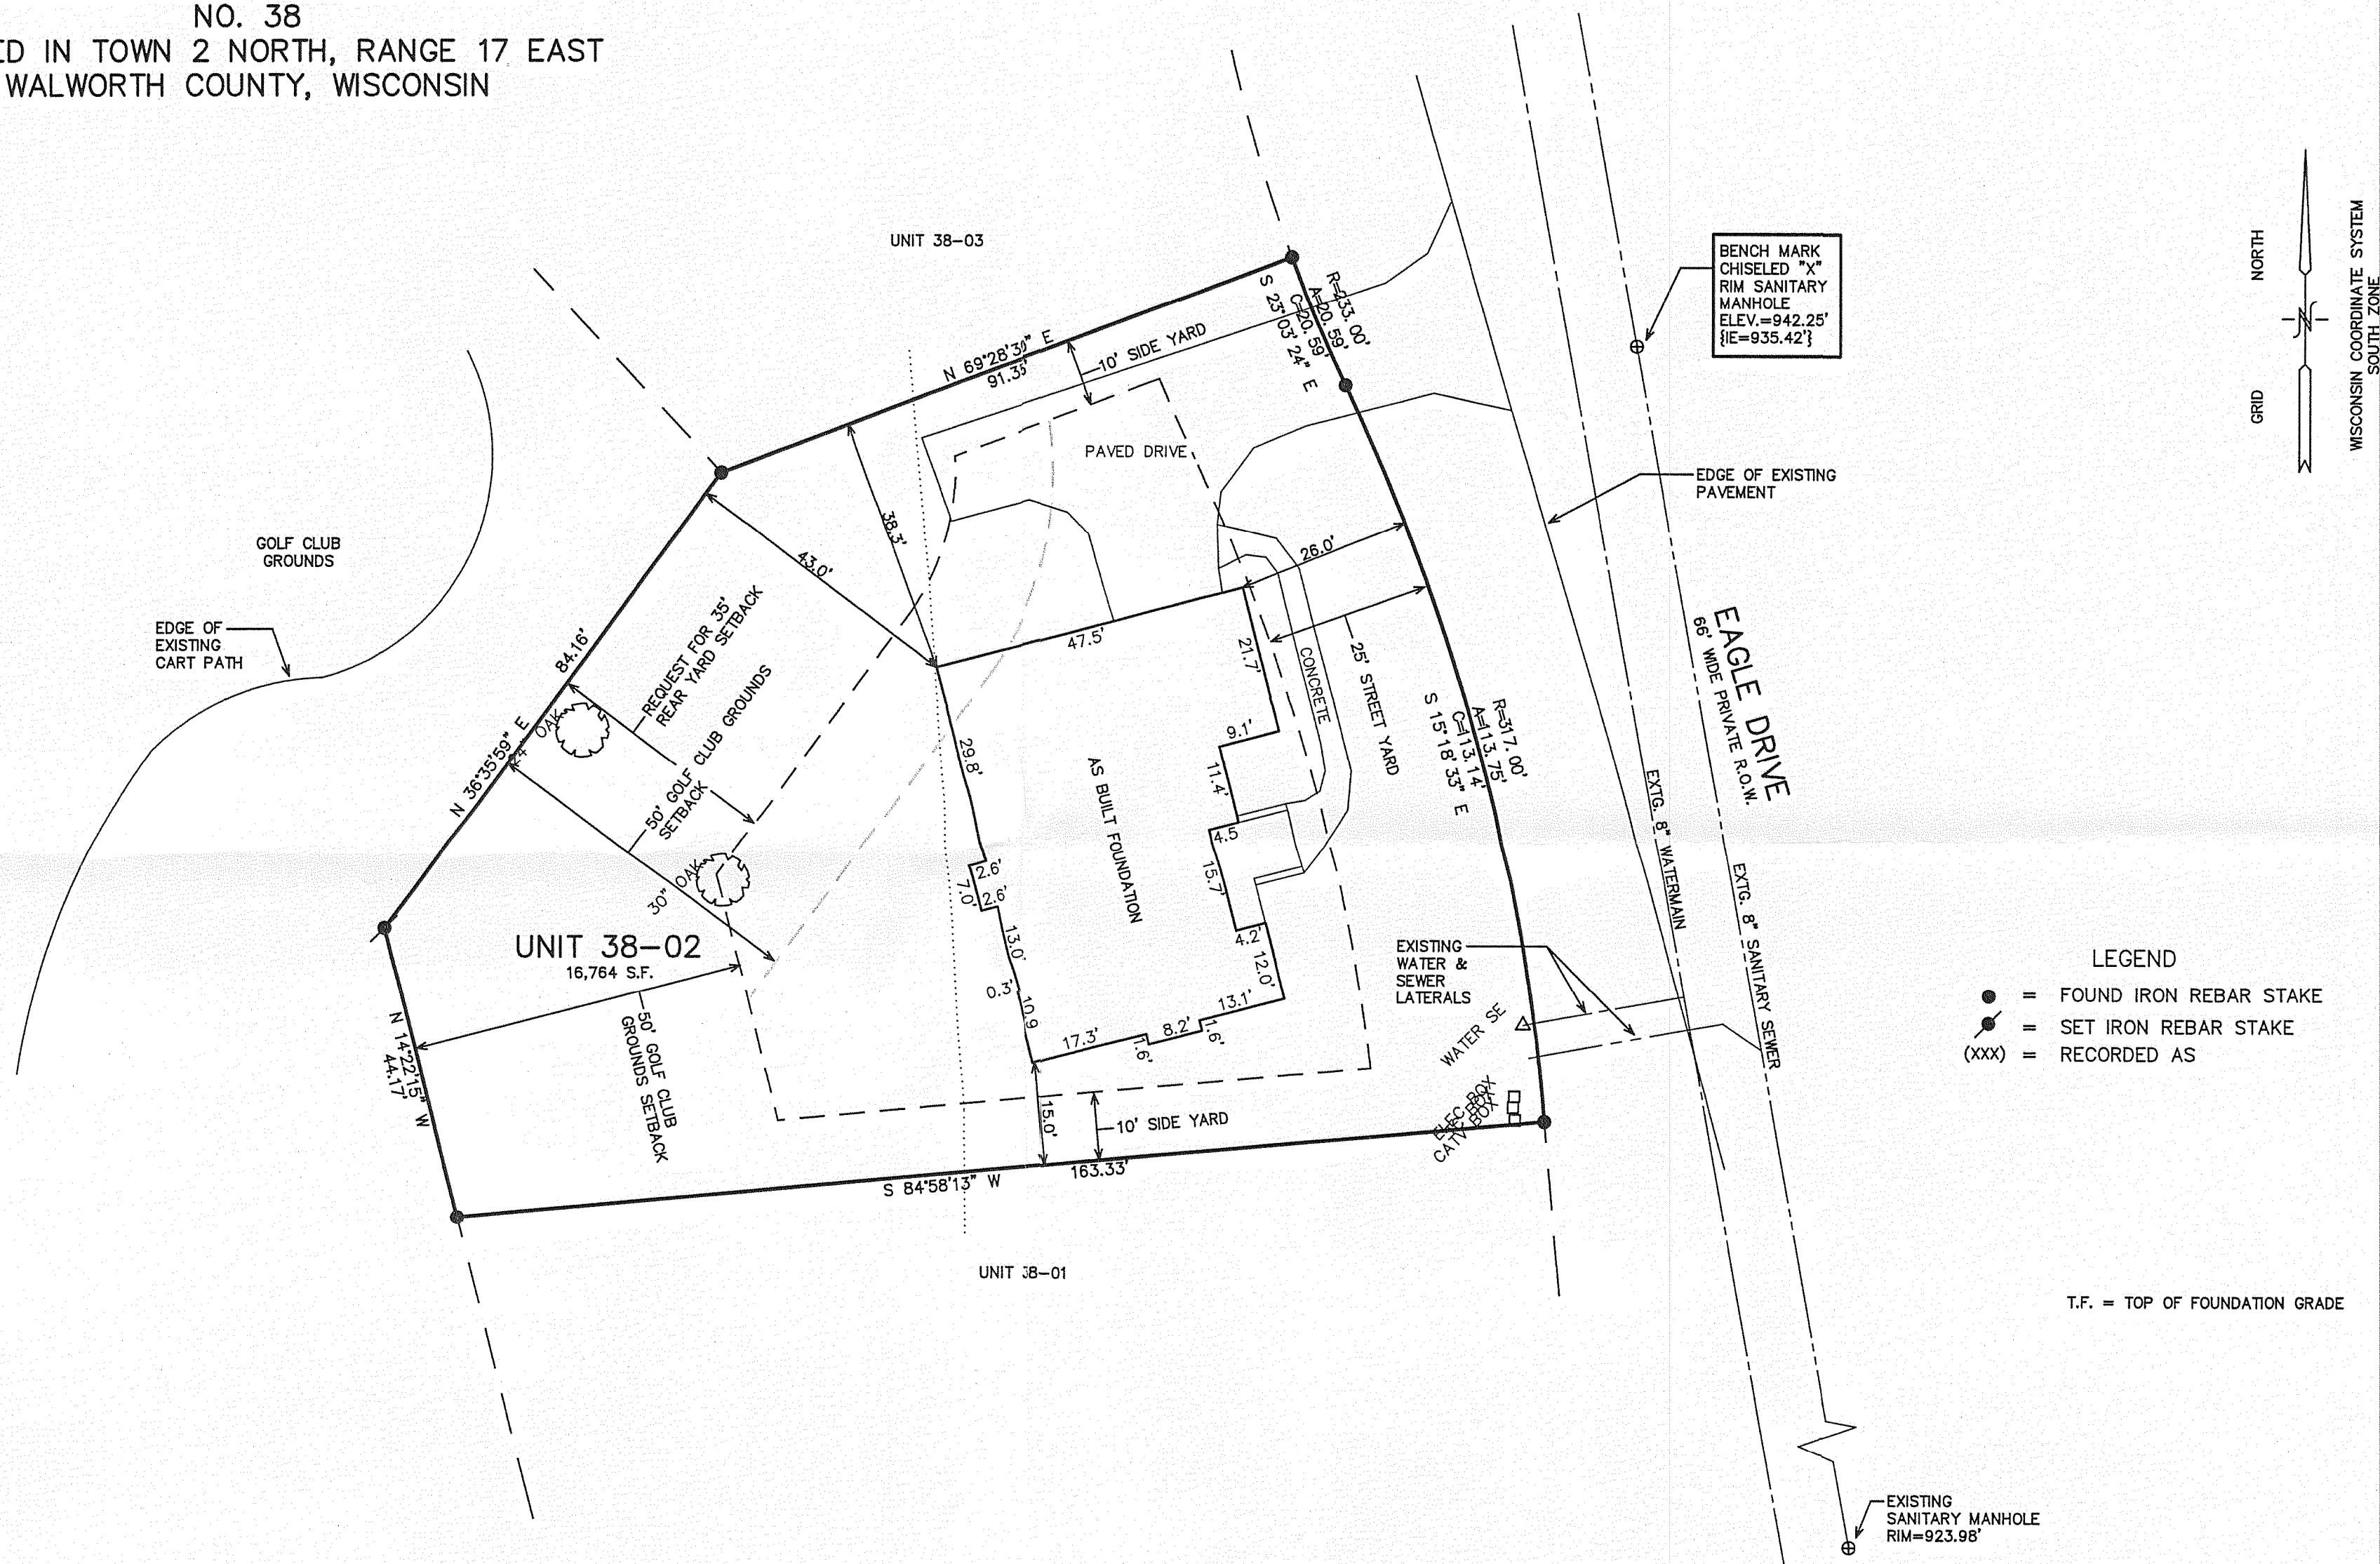 NO. 38
ED IN TOWN 2 NORTH, RANGE 17 EAST
WALWORTH COUNTY, WISCONSIN
UNIT 38-03
BENCH MARK
CHISELED "X"
RIM SANITARY
MANHOLE
ELEV.=942.25'
{IE=935.42'}
NORTH
GRID
WISCONSIN COORDINATE SYSTEM
SOUTH ZONE
N 69°28'30" E
91.35'
10' SIDE YARD
R=233.00'
A=20.59'
C=20.59'
S 23°03'24" E
PAVED DRIVE
EDGE OF EXISTING
PAVEMENT
GOLF CLUB
GROUNDS
EDGE OF
EXISTING
CART PATH
38.3'
43.0'
26.0'
47.5'
84.16'
N 36°35'59" E
REQUEST FOR 35'
REAR YARD SETBACK
50' GOLF CLUB GROUNDS
SETBACK
OAK
30" OAK
21.7'
CONCRETE
25' STREET YARD
9.1'
11.4'
4.5
15.7'
4.2'
12.0'
13.1'
1.6'
8.2'
1.6'
17.3'
10.9
0.3'
13.0'
2.6'
7.0'
2.6'
29.8'
AS BUILT FOUNDATION
R=317.00'
A=113.75'
C=113.14'
S 15°18'33" E
EAGLE DRIVE
66' WIDE PRIVATE R.O.W.
EXTG. 8" WATERMAIN
EXTG. 8" SANITARY SEWER
UNIT 38-02
16,764 S.F.
50' GOLF CLUB
GROUNDS SETBACK
N 14°22'15" W
44.17'
EXISTING
WATER &
SEWER
LATERALS
WATER SE
ELEC BOX
CATV BOX
15.0'
10' SIDE YARD
163.33'
S 84°58'13" W
UNIT 38-01
LEGEND
= FOUND IRON REBAR STAKE
= SET IRON REBAR STAKE
(XXX) = RECORDED AS
T.F. = TOP OF FOUNDATION GRADE
EXISTING
SANITARY MANHOLE
RIM=923.98'